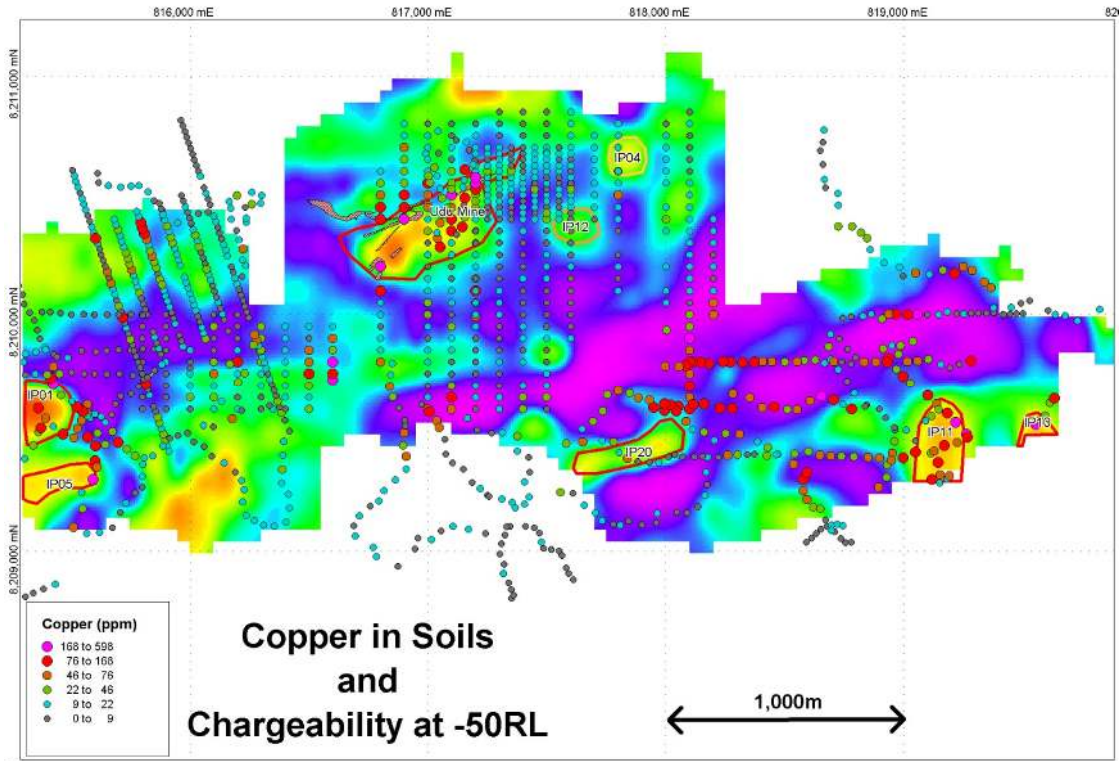 816,000 mE 817,000 mE 818,000 mE 819,000 mE 820
8,211,000 mN
IP04
Udu Mine
IP12
8,210,000 mN
IP01
IP11
IP13
IP20
IP05
8,209,000 mN
Copper (ppm)
168 to 598
76 to 168
46 to 76
22 to 46
9 to 22
0 to 9
Copper in Soils
and
Chargeability at -50RL
1,000m